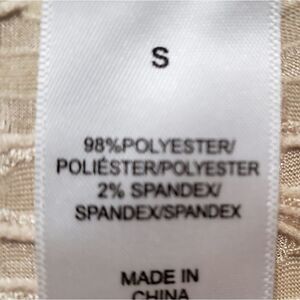 S
98%POLYESTER/
POLIÉSTER/POLYESTER
2% SPANDEX/
SPANDEX/SPANDEX
MADE IN
CHINA